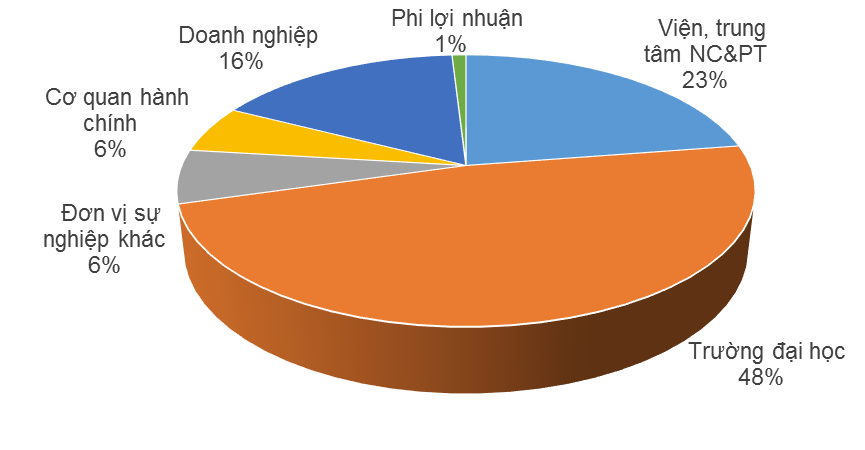 Phi lợi nhuận
1%
Viện, trung
tâm NC&PT
23%
Doanh nghiệp
16%
Cơ quan hành
chính
6%
Đơn vị sự
nghiệp khác
6%
Trường đại học
48%